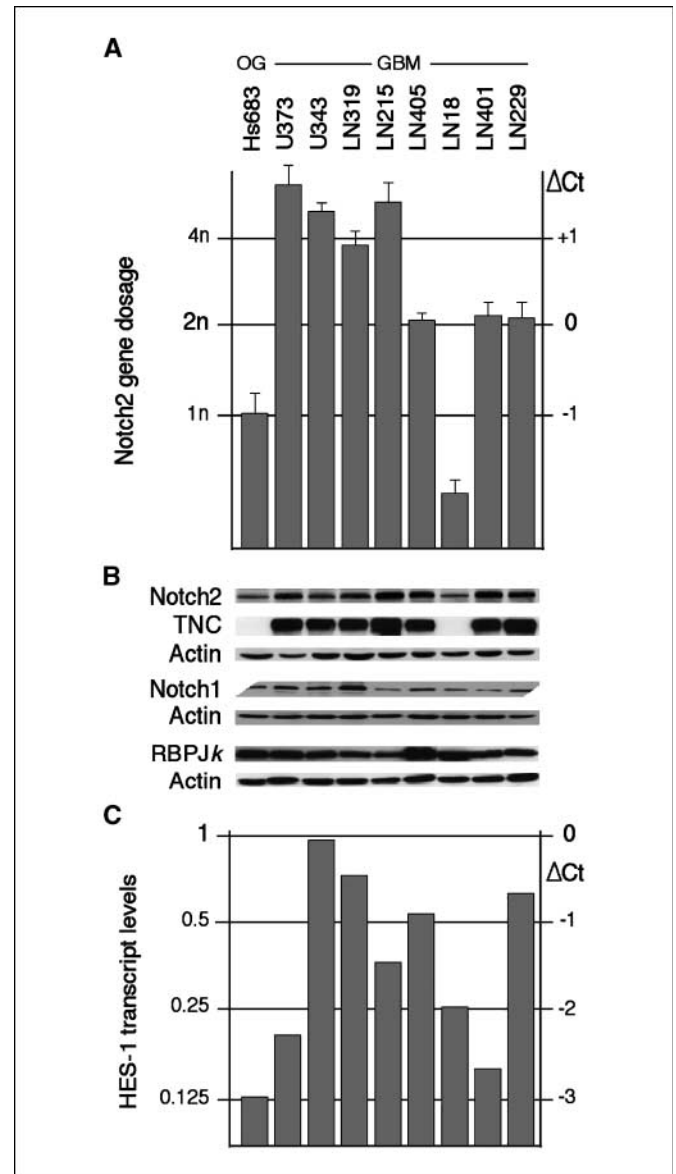 A
OG GBM
Hs683
U373
U343
LN319
LN215
LN405
LN18
LN401
LN229
ΔCt
Notch2 gene dosage
4n +1
2n 0
1n -1
B
Notch2
TNC
Actin
Notch1
Actin
RBPJk
Actin
C
HES-1 transcript levels
1 0
ΔCt
0.5 -1
0.25 -2
0.125 -3